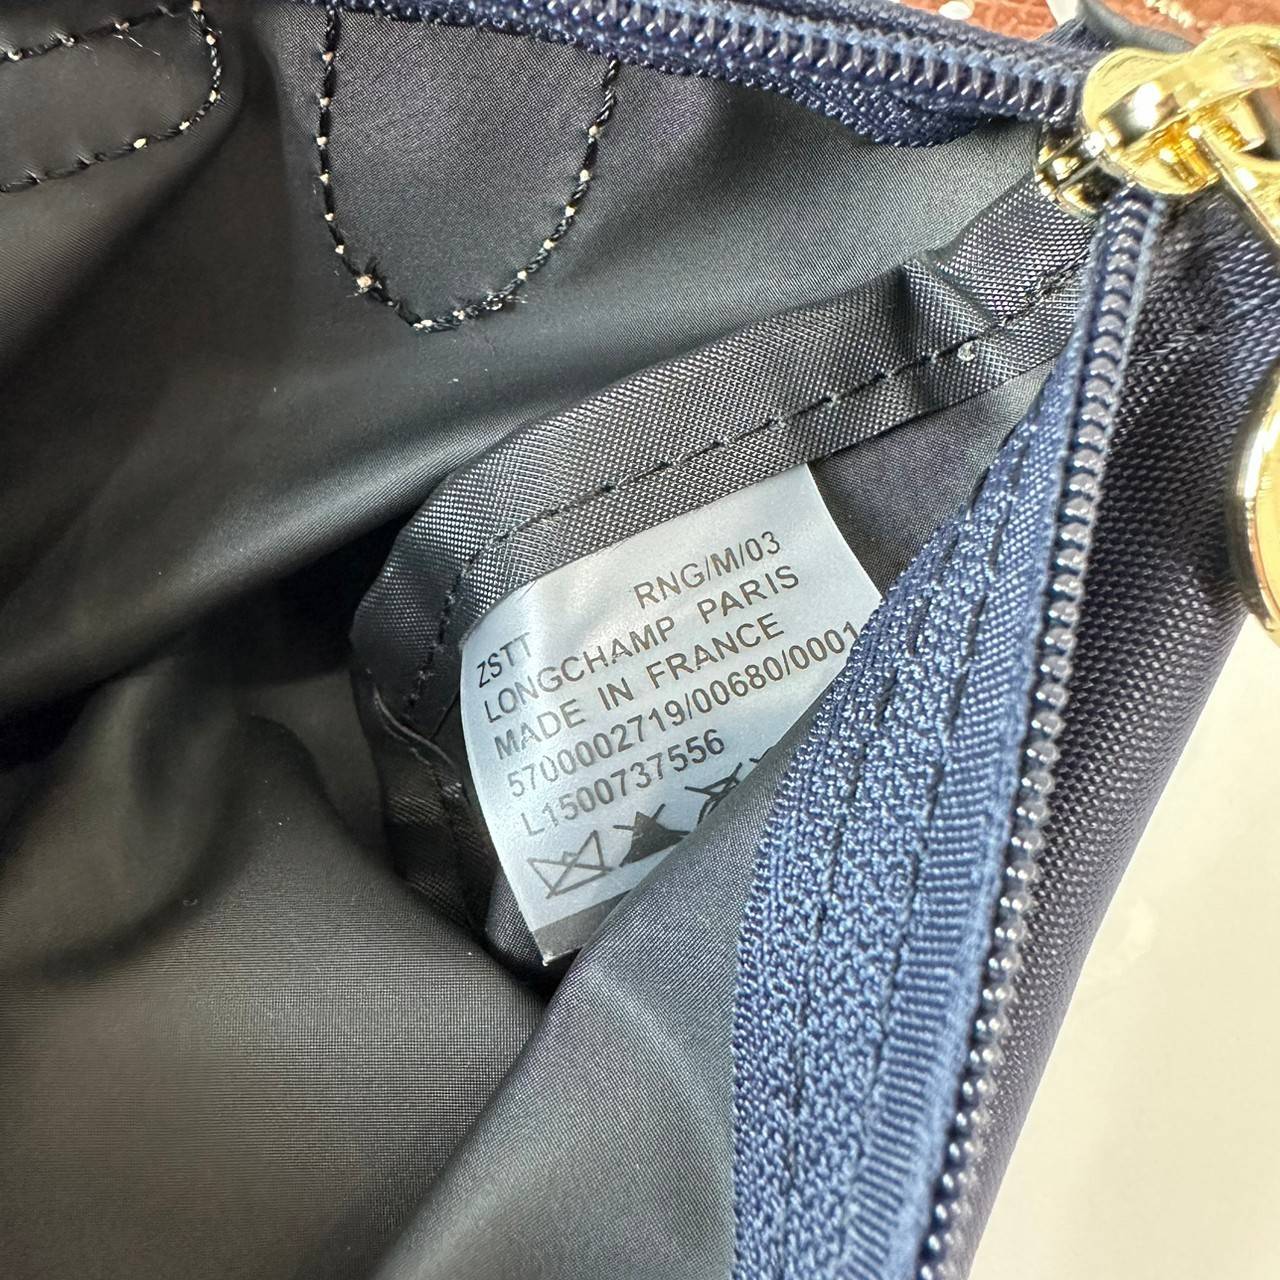 RNG/M/03
ZSTT
LONGCHAMP PARIS
MADE IN FRANCE
5700002719/00680/0001
L1500737556